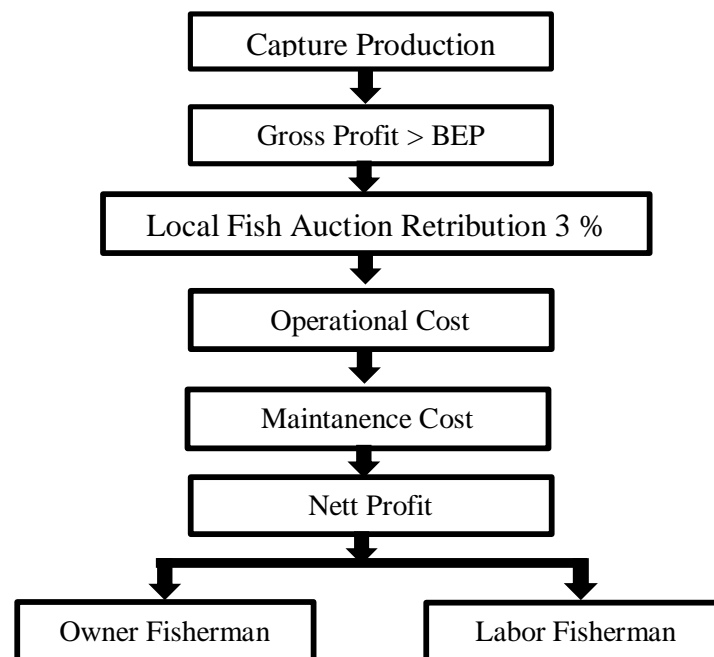 Capture Production
Gross Profit > BEP
Local Fish Auction Retribution 3 %
Operational Cost
Maintanence Cost
Nett Profit
Owner Fisherman
Labor Fisherman